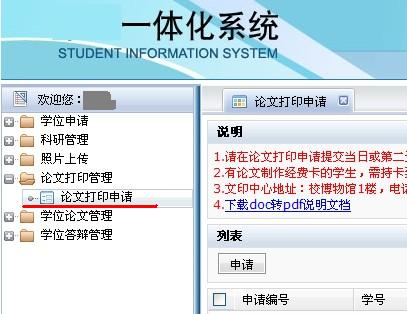 一体化系统
STUDENT INFORMATION SYSTEM
欢迎您：
学位申请
科研管理
照片上传
论文打印管理
论文打印申请
学位论文管理
学位答辩管理
论文打印申请
说明
1.请在论文打印申请提交当日或第二
2.有论文制作经费卡的学生，需持卡
3.文印中心地址：校博物馆1楼，电
4.下载doc转pdf说明文档
列表
申请
申请编号 学号